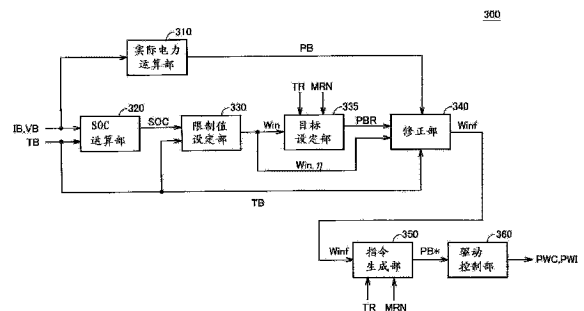 300
310
实际电力
运算部
PB
320
SOC
运算部
SOC
330
限制值
设定部
Win
TR MRN
335
目标
设定部
PBR
340
修正部
Winf
IB,VB
TB
Win,η
TB
Winf
350
指令
生成部
PB*
360
驱动
控制部
PWC,PWI
TR MRN